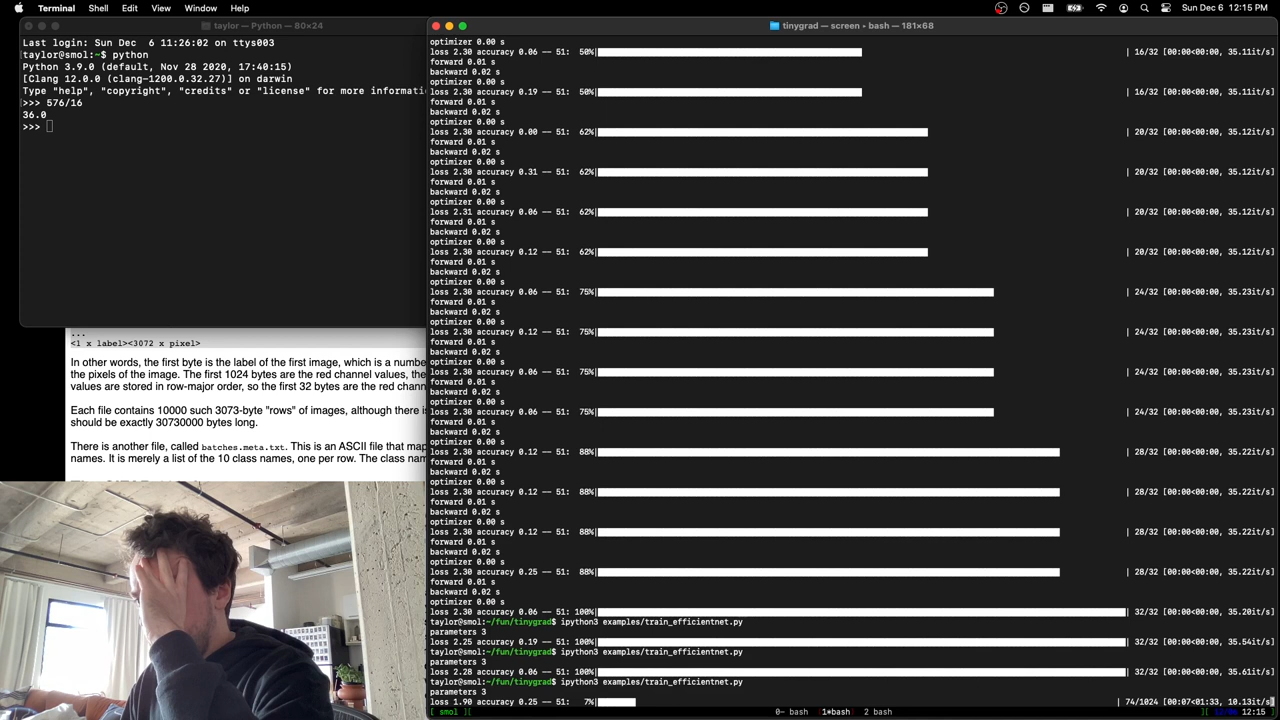 Terminal Shell Edit View Window Help
Sun Dec 6 12:15 PM
taylor — Python — 80×24
Last login: Sun Dec 6 11:26:02 on ttys003
taylor@smol:~$ python
Python 3.9.0 (default, Nov 28 2020, 17:40:15)
[Clang 12.0.0 (clang-1200.0.32.27)] on darwin
Type "help", "copyright", "credits" or "license" for more informati
>>> 576/16
36.0
>>>
...
<1 x label><3072 x pixel>
In other words, the first byte is the label of the first image, which is a numbe
the pixels of the image. The first 1024 bytes are the red channel values, the
values are stored in row-major order, so the first 32 bytes are the red chann
Each file contains 10000 such 3073-byte "rows" of images, although there is
should be exactly 30730000 bytes long.
There is another file, called batches.meta.txt. This is an ASCII file that map
names. It is merely a list of the 10 class names, one per row. The class nam
tinygrad — screen ▸ bash — 181×68
optimizer 0.00 s
loss 2.30 accuracy 0.06 -- 51: 50%| | 16/32 [00:00<00:00, 35.11it/s]
forward 0.01 s
backward 0.02 s
optimizer 0.00 s
loss 2.30 accuracy 0.19 -- 51: 50%| | 16/32 [00:00<00:00, 35.11it/s]
forward 0.01 s
backward 0.02 s
optimizer 0.00 s
loss 2.30 accuracy 0.00 -- 51: 62%| | 20/32 [00:00<00:00, 35.12it/s]
forward 0.01 s
backward 0.02 s
optimizer 0.00 s
loss 2.30 accuracy 0.31 -- 51: 62%| | 20/32 [00:00<00:00, 35.12it/s]
forward 0.01 s
backward 0.02 s
optimizer 0.00 s
loss 2.31 accuracy 0.06 -- 51: 62%| | 20/32 [00:00<00:00, 35.12it/s]
forward 0.01 s
backward 0.02 s
optimizer 0.00 s
loss 2.30 accuracy 0.12 -- 51: 62%| | 20/32 [00:00<00:00, 35.12it/s]
forward 0.01 s
backward 0.02 s
optimizer 0.00 s
loss 2.30 accuracy 0.06 -- 51: 75%| | 24/32 [00:00<00:00, 35.23it/s]
forward 0.01 s
backward 0.02 s
optimizer 0.00 s
loss 2.30 accuracy 0.12 -- 51: 75%| | 24/32 [00:00<00:00, 35.23it/s]
forward 0.01 s
backward 0.02 s
optimizer 0.00 s
loss 2.30 accuracy 0.06 -- 51: 75%| | 24/32 [00:00<00:00, 35.23it/s]
forward 0.01 s
backward 0.02 s
optimizer 0.00 s
loss 2.30 accuracy 0.06 -- 51: 75%| | 24/32 [00:00<00:00, 35.23it/s]
forward 0.01 s
backward 0.02 s
optimizer 0.00 s
loss 2.30 accuracy 0.12 -- 51: 88%| | 28/32 [00:00<00:00, 35.22it/s]
forward 0.01 s
backward 0.02 s
optimizer 0.00 s
loss 2.30 accuracy 0.12 -- 51: 88%| | 28/32 [00:00<00:00, 35.22it/s]
forward 0.01 s
backward 0.02 s
optimizer 0.00 s
loss 2.30 accuracy 0.12 -- 51: 88%| | 28/32 [00:00<00:00, 35.22it/s]
forward 0.01 s
backward 0.02 s
optimizer 0.00 s
loss 2.30 accuracy 0.25 -- 51: 88%| | 28/32 [00:00<00:00, 35.22it/s]
forward 0.01 s
backward 0.02 s
optimizer 0.00 s
loss 2.30 accuracy 0.06 -- 51: 100%| | 32/32 [00:00<00:00, 35.20it/s]
taylor@smol:~/fun/tinygrad$ ipython3 examples/train_efficientnet.py
parameters 3
loss 2.25 accuracy 0.19 -- 51: 100%| | 32/32 [00:00<00:00, 35.54it/s]
taylor@smol:~/fun/tinygrad$ ipython3 examples/train_efficientnet.py
parameters 3
loss 2.28 accuracy 0.06 -- 51: 100%| | 32/32 [00:00<00:00, 35.64it/s]
taylor@smol:~/fun/tinygrad$ ipython3 examples/train_efficientnet.py
parameters 3
loss 1.90 accuracy 0.25 -- 51: 7%| | 74/1024 [00:07<01:33, 10.13it/s]
[ smol ][ 0- bash (1*bash) 2 bash ][ 12:15 ]